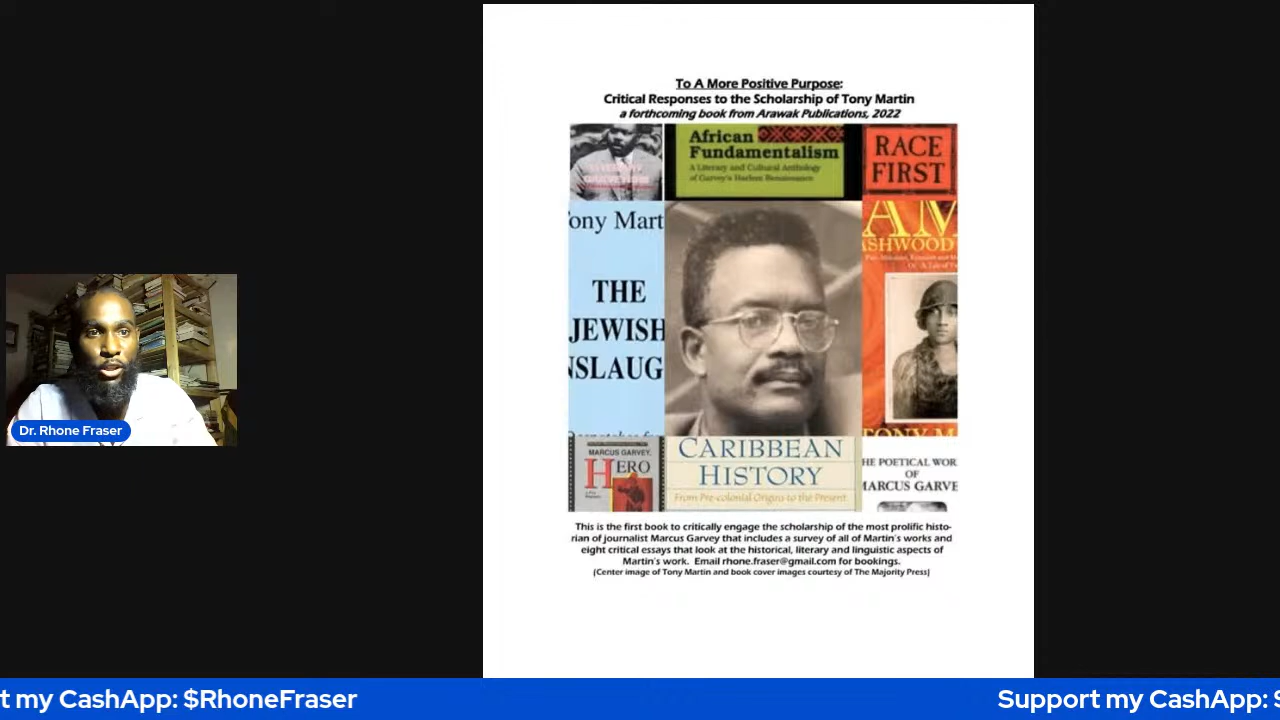 To A More Positive Purpose:
Critical Responses to the Scholarship of Tony Martin
a forthcoming book from Arawak Publications, 2022
African
Fundamentalism
A Literary and Cultural Anthology
of Garvey's Harlem Renaissance
RACE
FIRST
Tony Mart
THE
JEWISH
NSLAUG
AM
ASHWOOD
TONY M
MARCUS GARVEY,
HERO
CARIBBEAN
HISTORY
From Pre-colonial Origins to the Present
HE POETICAL WOR
OF
MARCUS GARVE
This is the first book to critically engage the scholarship of the most prolific histo-
rian of journalist Marcus Garvey that includes a survey of all of Martin's works and
eight critical essays that look at the historical, literary and linguistic aspects of
Martin's work. Email rhone.fraser@gmail.com for bookings.
(Center image of Tony Martin and book cover images courtesy of The Majority Press)
Dr. Rhone Fraser
t my CashApp: $RhoneFraser
Support my CashApp: $